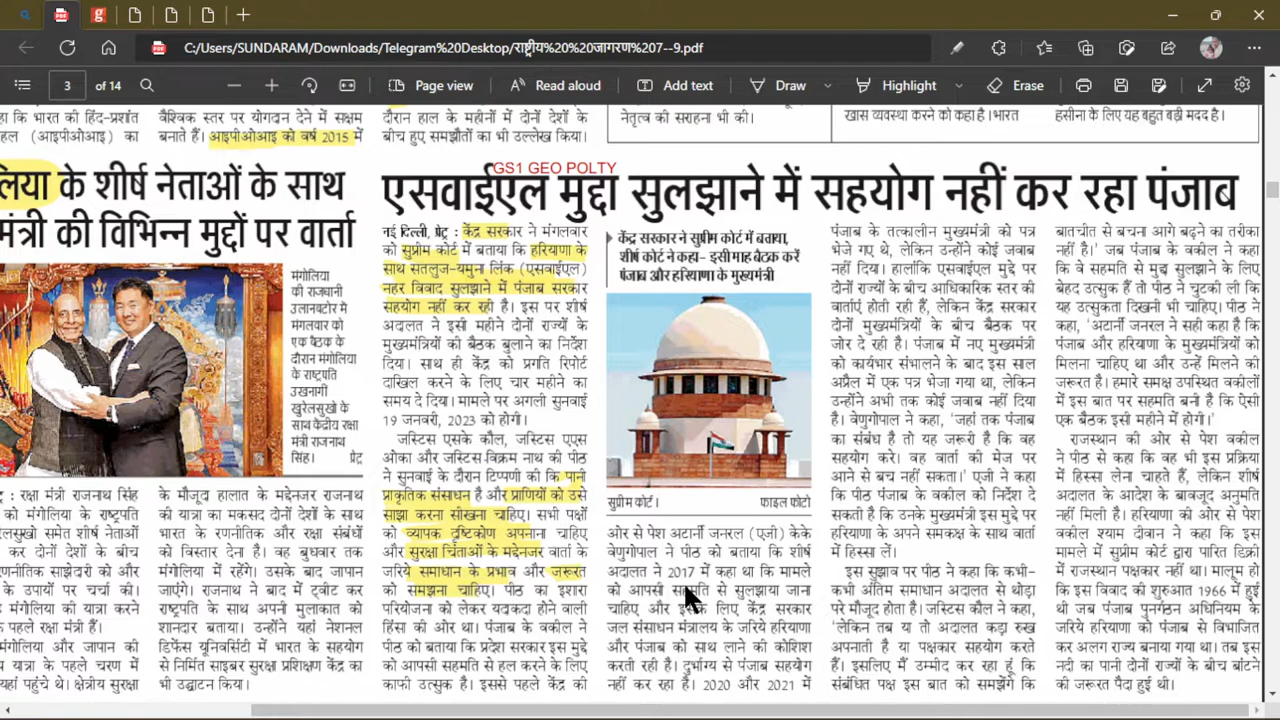 C:/Users/SUNDARAM/Downloads/Telegram%20Desktop/राष्ट्रीय%20%20जागरण%207--9.pdf
3 of 14
Page view
Read aloud
Add text
Draw
Highlight
Erase
हा कि भारत की हिंद-प्रशांत
हल (आइपीओआइ) का
वैश्विक स्तर पर योगदान देने में सक्षम
बनाते हैं। आइपीओआइ को वर्ष 2015 में
दौरान हाल के महीनों में दोनों देशों के
बीच हुए समझौतों का भी उल्लेख किया।
नेतृत्व की सराहना भी की।
खास व्यवस्था करने को कहा है। भारत
हसीना के लिए यह बहुत बड़ी मदद है।
लिया के शीर्ष नेताओं के साथ
मंत्री की विभिन्न मुद्दों पर वार्ता
मंगोलिया
की राजधानी
उलानबटोर में
मंगलवार को
एक बैठक के
दौरान मंगोलिया
के राष्ट्रपति
उखनागी
खुरेलसुखो के
साथ केंद्रीय रक्षा
मंत्री राजनाथ
सिंह। प्रेट्र
: रक्षा मंत्री राजनाथ सिंह
को मंगोलिया के राष्ट्रपति
लसुखो समेत शीर्ष नेताओं
कर दोनों देशों के बीच
णनीतिक साझेदारी को और
के उपायों पर चर्चा की।
मंगोलिया की यात्रा करने
पहले रक्षा मंत्री हैं।
मंगोलिया और जापान की
य यात्रा के पहले चरण में
यहां पहुंचे थे। क्षेत्रीय सुरक्षा
के मौजूदा हालात के मद्देनजर राजनाथ
की यात्रा का मकसद दोनों देशों के साथ
भारत के रणनीतिक और रक्षा संबंधों
को विस्तार देना है। वह बुधवार तक
मंगोलिया में रहेंगे। उसके बाद जापान
जाएंगे। राजनाथ ने बाद में ट्वीट कर
राष्ट्रपति के साथ अपनी मुलाकात को
शानदार बताया। उन्होंने यहां नेशनल
डिफेंस यूनिवर्सिटी में भारत के सहयोग
से निर्मित साइबर सुरक्षा प्रशिक्षण केंद्र का
भी उद्घाटन किया।
GS1 GEO POLTY
एसवाईएल मुद्दा सुलझाने में सहयोग नहीं कर रहा पंजाब
नई दिल्ली, प्रेट्र : केंद्र सरकार ने मंगलवार
को सुप्रीम कोर्ट में बताया कि हरियाणा के
साथ सतलुज-यमुना लिंक (एसवाईएल)
नहर विवाद सुलझाने में पंजाब सरकार
सहयोग नहीं कर रही है। इस पर शीर्ष
अदालत ने इसी महीने दोनों राज्यों के
मुख्यमंत्रियों की बैठक बुलाने का निर्देश
दिया। साथ ही केंद्र को प्रगति रिपोर्ट
दाखिल करने के लिए चार महीने का
समय दे दिया। मामले पर अगली सुनवाई
19 जनवरी, 2023 को होगी।
जस्टिस एसके कौल, जस्टिस एएस
ओका और जस्टिस विक्रम नाथ की पीठ
ने सुनवाई के दौरान टिप्पणी की कि पानी
प्राकृतिक संसाधन है और प्राणियों को उसे
साझा करना सीखना चाहिए। सभी पक्षों
को व्यापक दृष्टिकोण अपनाना चाहिए
और सुरक्षा चिंताओं के मद्देनजर वार्ता के
जरिये समाधान के प्रभाव और जरूरत
को समझना चाहिए। पीठ का इशारा
परियोजना को लेकर यदाकदा होने वाली
हिंसा की ओर था। पंजाब के वकील ने
पीठ को बताया कि प्रदेश सरकार इस मुद्दे
को आपसी सहमति से हल करने के लिए
काफी उत्सुक है। इससे पहले केंद्र की
केंद्र सरकार ने सुप्रीम कोर्ट में बताया,
शीर्ष कोर्ट ने कहा- इसी माह बैठक करें
पंजाब और हरियाणा के मुख्यमंत्री
सुप्रीम कोर्ट। फाइल फोटो
ओर से पेश अटार्नी जनरल (एजी) केके
वेणुगोपाल ने पीठ को बताया कि शीर्ष
अदालत ने 2017 में कहा था कि मामले
को आपसी सहमति से सुलझाया जाना
चाहिए और इसके लिए केंद्र सरकार
जल संसाधन मंत्रालय के जरिये हरियाणा
और पंजाब को साथ लाने की कोशिश
करती रही है। दुर्भाग्य से पंजाब सहयोग
नहीं कर रहा है। 2020 और 2021 में
पंजाब के तत्कालीन मुख्यमंत्री को पत्र
भेजे गए थे, लेकिन उन्होंने कोई जवाब
नहीं दिया। हालांकि एसवाईएल मुद्दे पर
दोनों राज्यों के बीच आधिकारिक स्तर की
वार्ताएं होती रही हैं, लेकिन केंद्र सरकार
दोनों मुख्यमंत्रियों के बीच बैठक पर
जोर दे रही है। पंजाब में नए मुख्यमंत्री
को कार्यभार संभालने के बाद इस साल
अप्रैल में एक पत्र भेजा गया था, लेकिन
उन्होंने अभी तक कोई जवाब नहीं दिया
है। वेणुगोपाल ने कहा, 'जहां तक पंजाब
का संबंध है तो यह जरूरी है कि वह
सहयोग करे। वह वार्ता की मेज पर
आने से बच नहीं सकता।' एजी ने कहा
कि पीठ पंजाब के वकील को निर्देश दे
सकती है कि उनके मुख्यमंत्री इस मुद्दे पर
हरियाणा के अपने समकक्ष के साथ वार्ता
में हिस्सा लें।
इस सुझाव पर पीठ ने कहा कि कभी-
कभी अंतिम समाधान अदालत से थोड़ा
परे मौजूद होता है। जस्टिस कौल ने कहा,
'लेकिन तब या तो अदालत कड़ा रुख
अपनाती है या पक्षकार सहयोग करते
हैं। इसलिए मैं उम्मीद कर रहा हूं कि
संबंधित पक्ष इस बात को समझेंगे कि
बातचीत से बचना आगे बढ़ने का तरीका
नहीं है।' जब पंजाब के वकील ने कहा
कि वे सहमति से मुद्दा सुलझाने के लिए
बेहद उत्सुक हैं तो पीठ ने चुटकी ली कि
यह उत्सुकता दिखनी भी चाहिए। पीठ ने
कहा, 'अटार्नी जनरल ने सही कहा है कि
पंजाब और हरियाणा के मुख्यमंत्रियों को
मिलना चाहिए था और उन्हें मिलने की
जरूरत है। हमारे समक्ष उपस्थित वकीलों
में इस बात पर सहमति बनी है कि ऐसी
एक बैठक इसी महीने में होगी।'
राजस्थान की ओर से पेश वकील
ने पीठ से कहा कि वह भी इस प्रक्रिया
में हिस्सा लेना चाहते हैं, लेकिन शीर्ष
अदालत के आदेश के बावजूद अनुमति
नहीं मिली है। हरियाणा की ओर से पेश
वकील श्याम दीवान ने कहा कि इस
मामले में सुप्रीम कोर्ट द्वारा पारित डिक्री
में राजस्थान पक्षकार नहीं था। मालूम हो
कि इस विवाद की शुरुआत 1966 में हुई
थी जब पंजाब पुनर्गठन अधिनियम के
जरिये हरियाणा को पंजाब से विभाजित
कर अलग राज्य बनाया गया था। तब इस
नदी का पानी दोनों राज्यों के बीच बांटने
की जरूरत पैदा हुई थी।